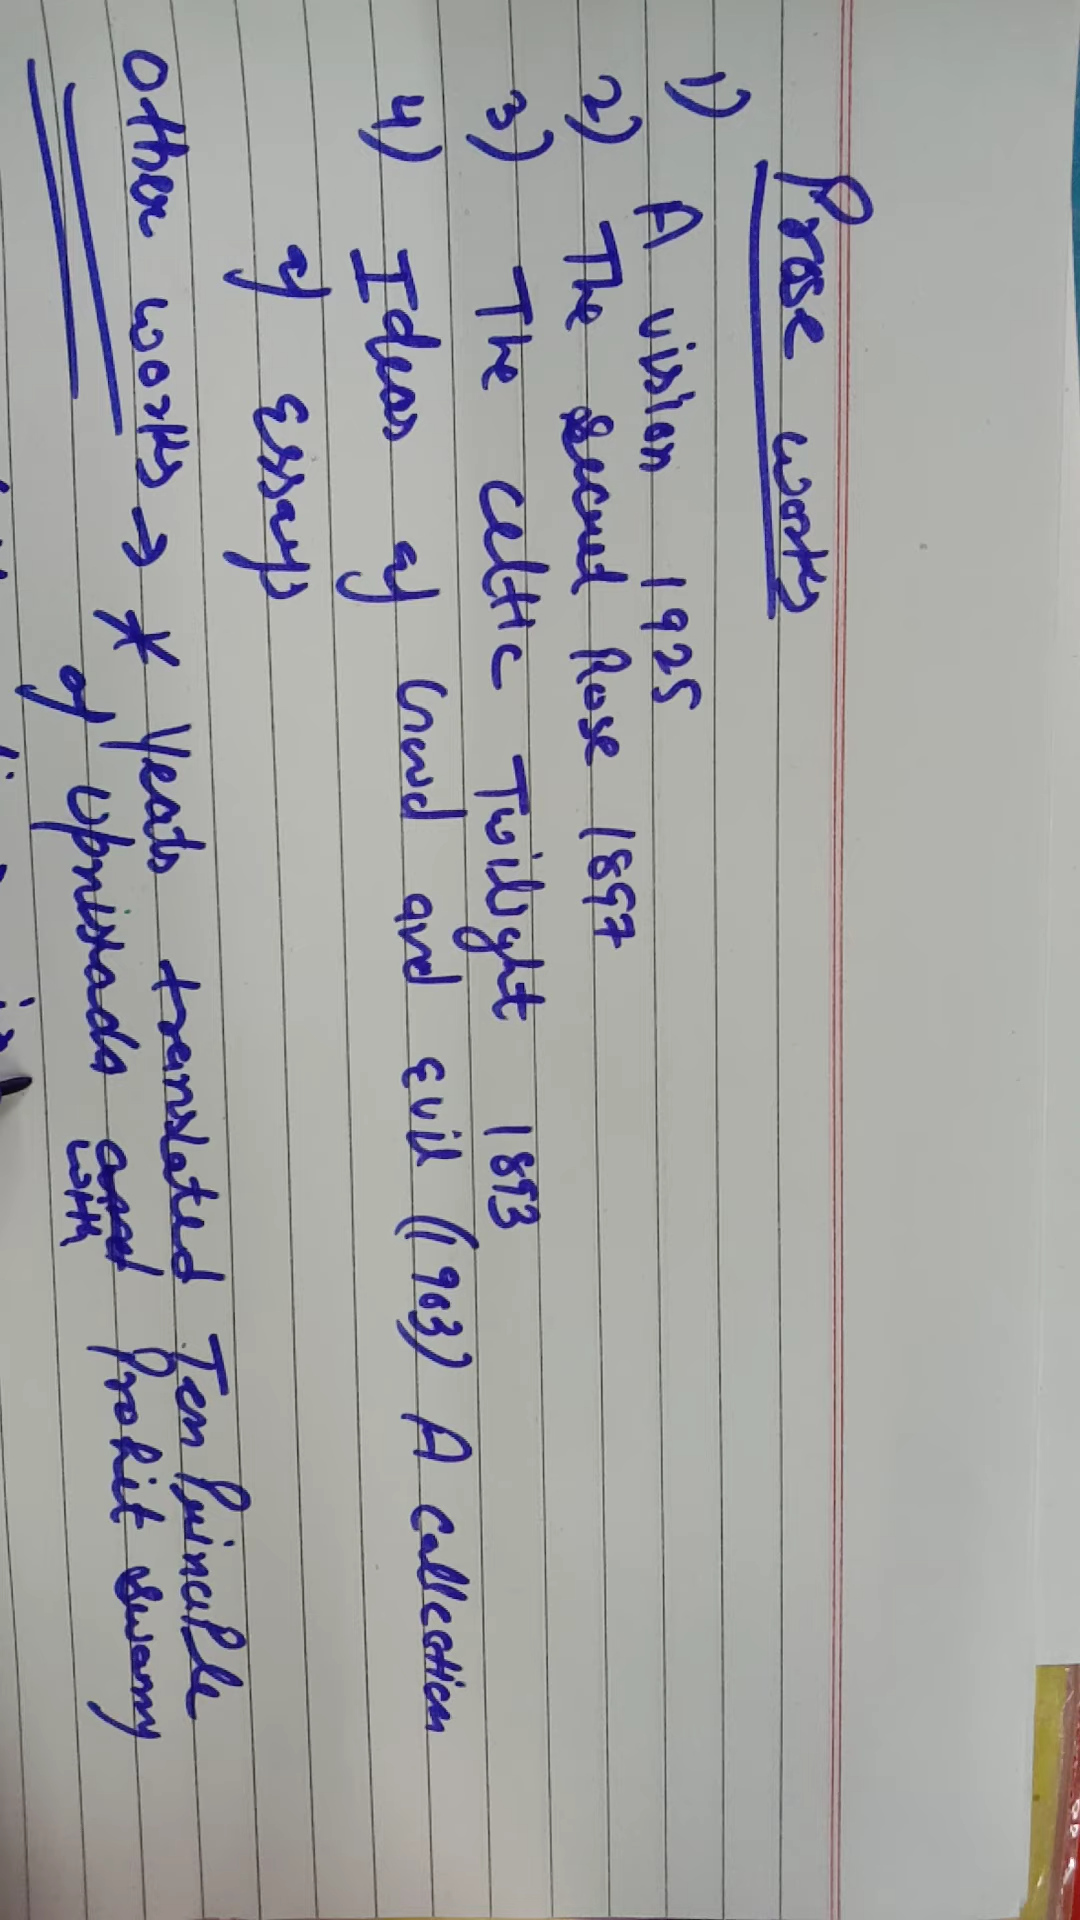 Prose works
1) A vision 1925
2) The Secret Rose 1897
3) The Celtic Twilight 1893
4) Ideas of Good and Evil (1903) A collection
of Essays
Other works → * Yeats translated Ten Principle
of Upnishads with Prohit Swamy